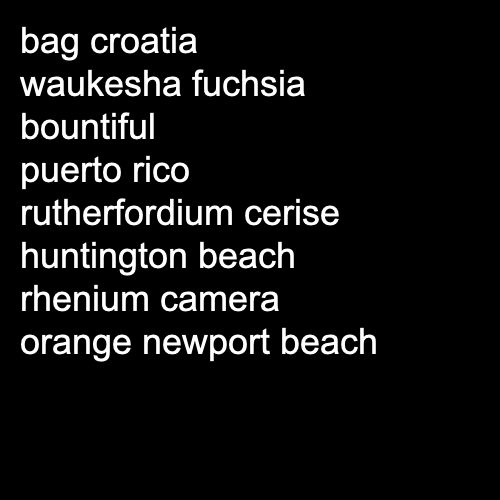 bag croatia
waukesha fuchsia
bountiful
puerto rico
rutherfordium cerise
huntington beach
rhenium camera
orange newport beach